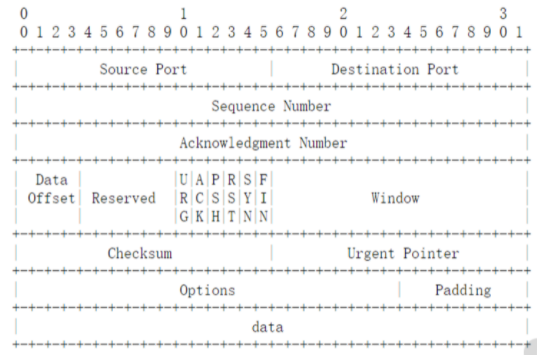 0                   1                   2                   3
0 1 2 3 4 5 6 7 8 9 0 1 2 3 4 5 6 7 8 9 0 1 2 3 4 5 6 7 8 9 0 1
+-+-+-+-+-+-+-+-+-+-+-+-+-+-+-+-+-+-+-+-+-+-+-+-+-+-+-+-+-+-+-+-+
|          Source Port          |       Destination Port        |
+-+-+-+-+-+-+-+-+-+-+-+-+-+-+-+-+-+-+-+-+-+-+-+-+-+-+-+-+-+-+-+-+
|                        Sequence Number                        |
+-+-+-+-+-+-+-+-+-+-+-+-+-+-+-+-+-+-+-+-+-+-+-+-+-+-+-+-+-+-+-+-+
|                    Acknowledgment Number                      |
+-+-+-+-+-+-+-+-+-+-+-+-+-+-+-+-+-+-+-+-+-+-+-+-+-+-+-+-+-+-+-+-+
|  Data |           |U|A|P|R|S|F|                               |
| Offset| Reserved  |R|C|S|S|Y|I|            Window             |
|       |           |G|K|H|T|N|N|                               |
+-+-+-+-+-+-+-+-+-+-+-+-+-+-+-+-+-+-+-+-+-+-+-+-+-+-+-+-+-+-+-+-+
|           Checksum            |         Urgent Pointer        |
+-+-+-+-+-+-+-+-+-+-+-+-+-+-+-+-+-+-+-+-+-+-+-+-+-+-+-+-+-+-+-+-+
|                    Options                    |    Padding    |
+-+-+-+-+-+-+-+-+-+-+-+-+-+-+-+-+-+-+-+-+-+-+-+-+-+-+-+-+-+-+-+-+
|                             data                              |
+-+-+-+-+-+-+-+-+-+-+-+-+-+-+-+-+-+-+-+-+-+-+-+-+-+-+-+-+-+-+-+-+